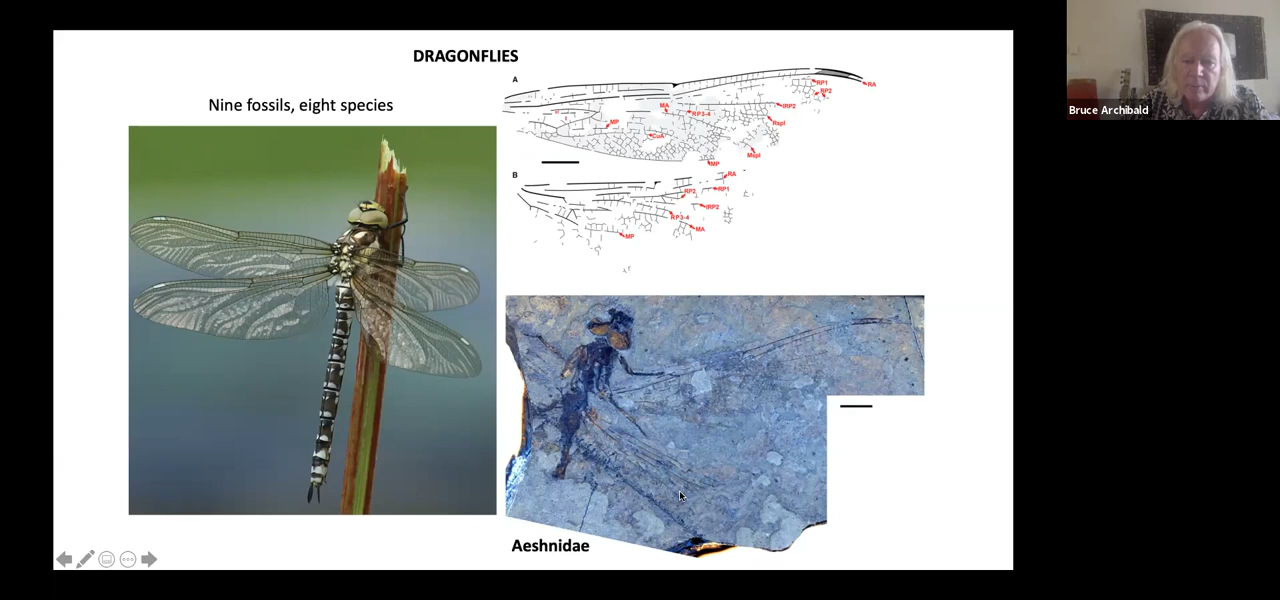 DRAGONFLIES
Nine fossils, eight species
A
RP1
RA
RP2
MA
IRP2
RP3-4
MP
Rspl
CuA
Mspl
MP
B
RA
RP2
RP1
IRP2
RP3-4
MA
MP
Aeshnidae
Bruce Archibald